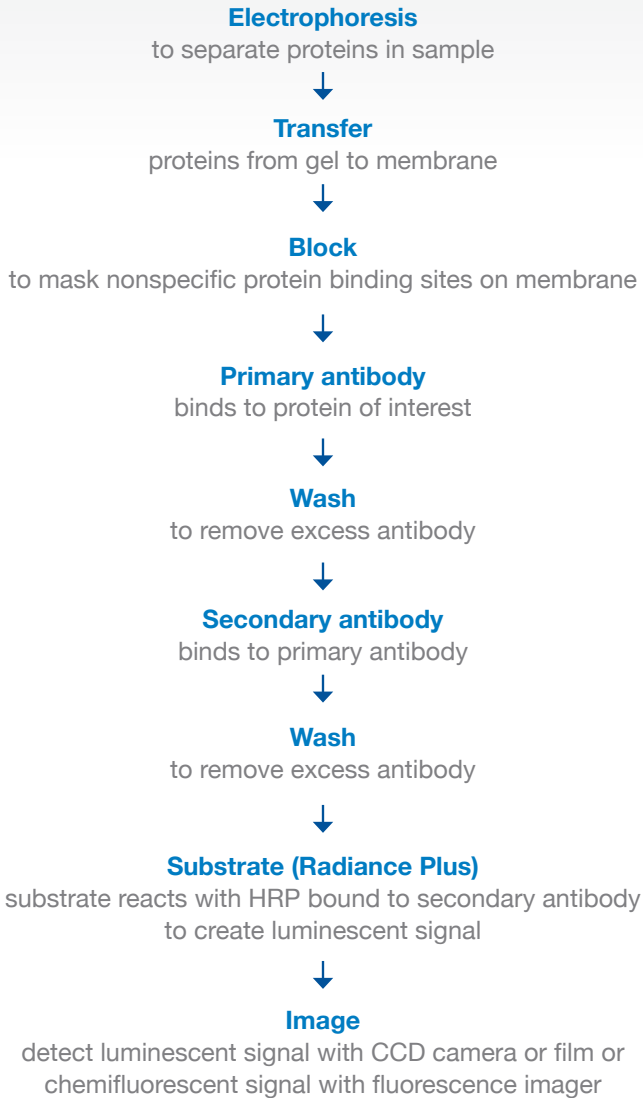 Electrophoresis
to separate proteins in sample
Transfer
proteins from gel to membrane
Block
to mask nonspecific protein binding sites on membrane
Primary antibody
binds to protein of interest
Wash
to remove excess antibody
Secondary antibody
binds to primary antibody
Wash
to remove excess antibody
Substrate (Radiance Plus)
substrate reacts with HRP bound to secondary antibody
to create luminescent signal
Image
detect luminescent signal with CCD camera or film or
chemifluorescent signal with fluorescence imager